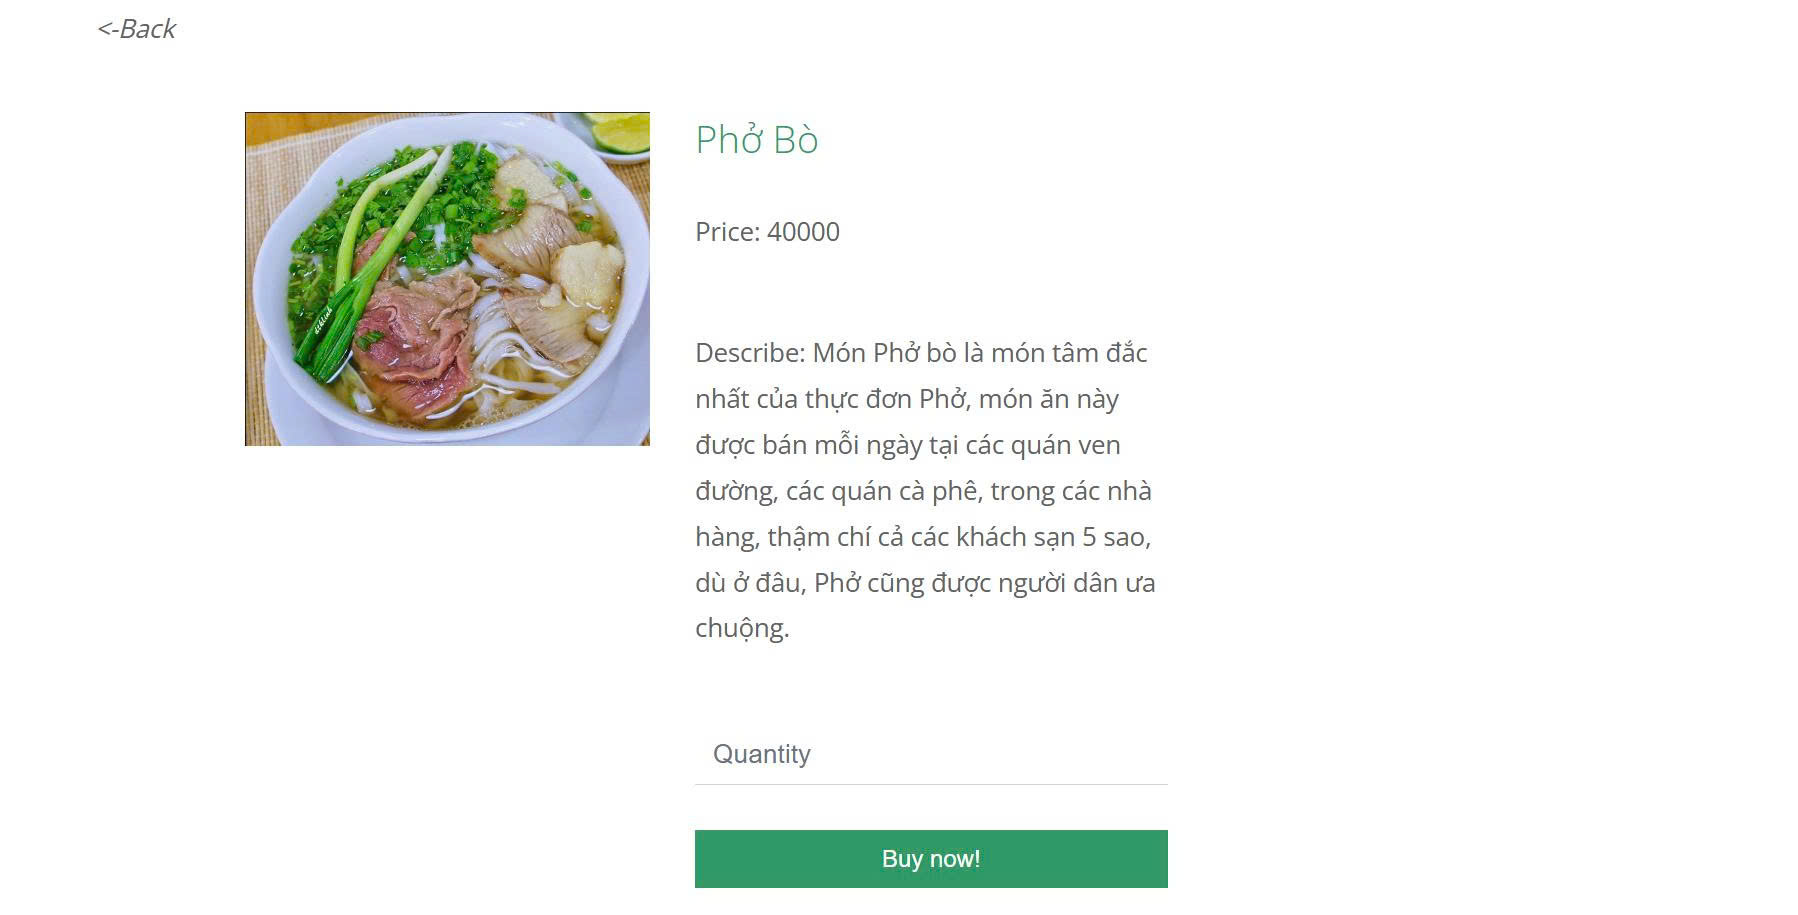 <-Back
Phở Bò
Price: 40000
Describe: Món Phở bò là món tâm đắc
nhất của thực đơn Phở, món ăn này
được bán mỗi ngày tại các quán ven
đường, các quán cà phê, trong các nhà
hàng, thậm chí cả các khách sạn 5 sao,
dù ở đâu, Phở cũng được người dân ưa
chuộng.
Quantity
Buy now!